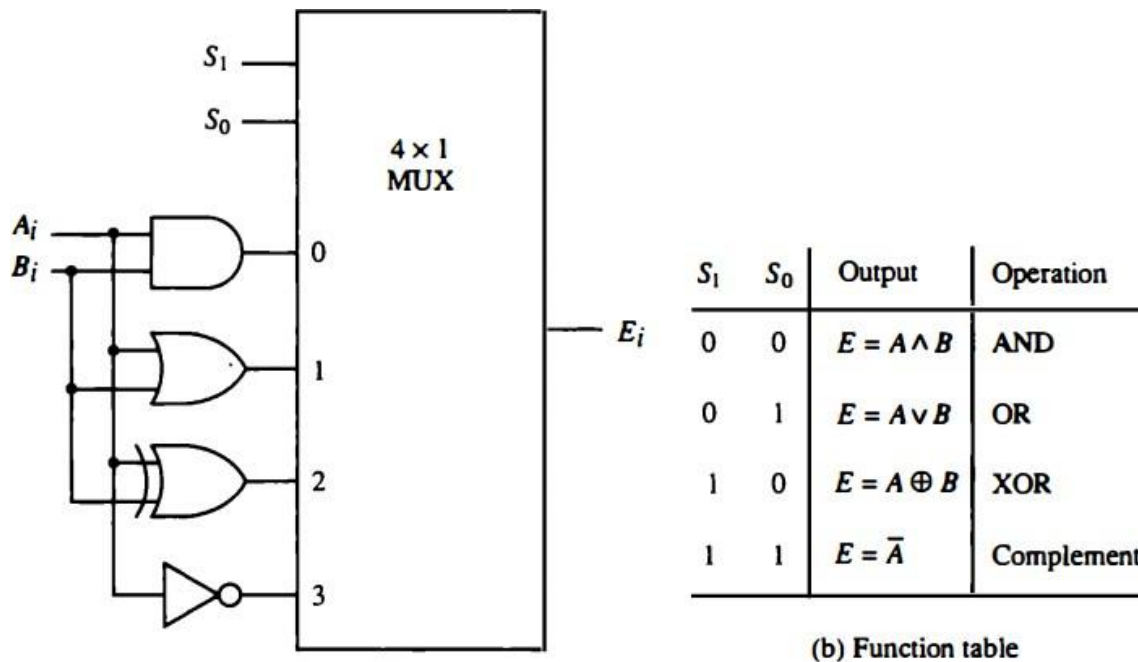 S₁
S₀
4 × 1
MUX
Aᵢ
Bᵢ
0
1
2
3
Eᵢ
S₁ S₀ Output Operation
0 0 E = A ∧ B AND
0 1 E = A ∨ B OR
1 0 E = A ⊕ B XOR
1 1 E = A̅ Complement
(b) Function table